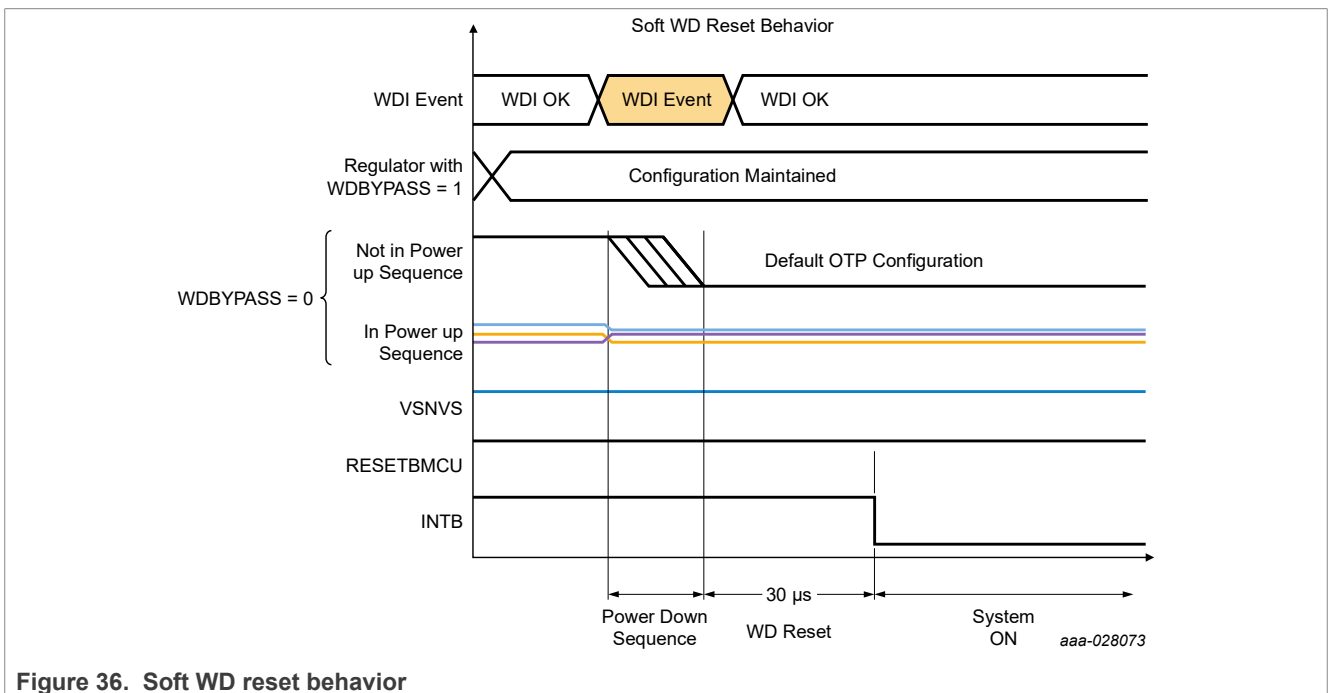 Soft WD Reset Behavior
WDI Event
WDI OK
WDI Event
WDI OK
Regulator with
WDBYPASS = 1
Configuration Maintained
WDBYPASS = 0
Not in Power
up Sequence
Default OTP Configuration
In Power up
Sequence
VSNVS
RESETBMCU
INTB
30 µs
Power Down
Sequence
WD Reset
System
ON
aaa-028073
Figure 36. Soft WD reset behavior